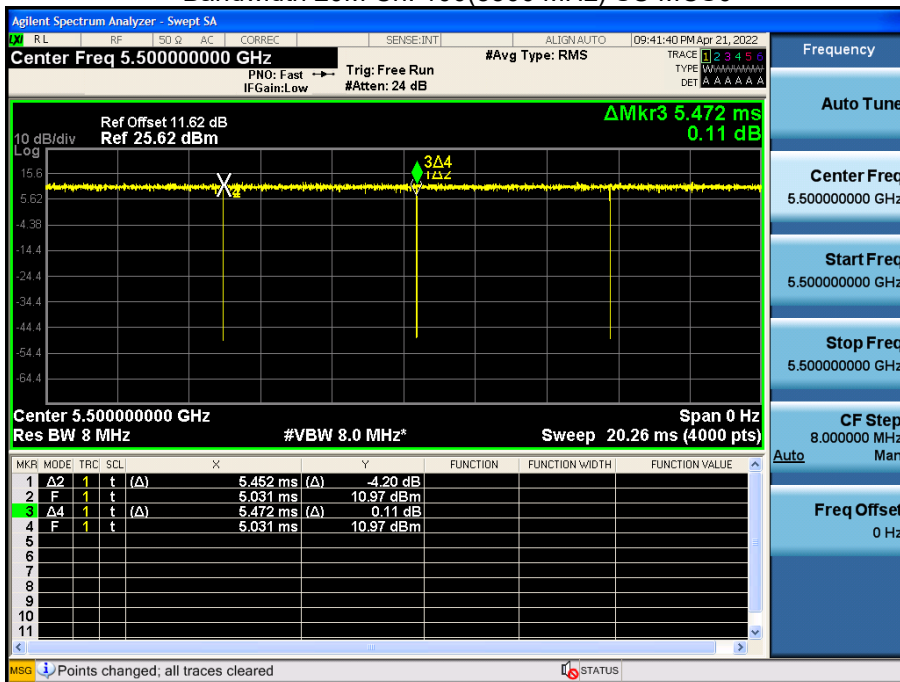 Agilent Spectrum Analyzer - Swept SA
LXI RL RF 50 Ω AC CORREC SENSE:INT ALIGN AUTO 09:41:40 PM Apr 21, 2022
Center Freq 5.500000000 GHz #Avg Type: RMS TRACE 1 2 3 4 5 6
PNO: Fast Trig: Free Run TYPE WWWWWW
IFGain:Low #Atten: 24 dB DET A A A A A A
Frequency
Auto Tune
Center Freq
5.500000000 GHz
Start Freq
5.500000000 GHz
Stop Freq
5.500000000 GHz
CF Step
8.000000 MHz
Auto Man
Freq Offset
0 Hz
ΔMkr3 5.472 ms
0.11 dB
Ref Offset 11.62 dB
10 dB/div Ref 25.62 dBm
Log
3Δ4
1Δ2
15.6
5.62
-4.38
-14.4
-24.4
-34.4
-44.4
-54.4
-64.4
Center 5.500000000 GHz Span 0 Hz
Res BW 8 MHz #VBW 8.0 MHz* Sweep 20.26 ms (4000 pts)
MKR MODE TRC SCL X Y FUNCTION FUNCTION WIDTH FUNCTION VALUE
1 Δ2 1 t (Δ) 5.452 ms (Δ) -4.20 dB
2 F 1 t 5.031 ms 10.97 dBm
3 Δ4 1 t (Δ) 5.472 ms (Δ) 0.11 dB
4 F 1 t 5.031 ms 10.97 dBm
5
6
7
8
9
10
11
MSG Points changed; all traces cleared STATUS